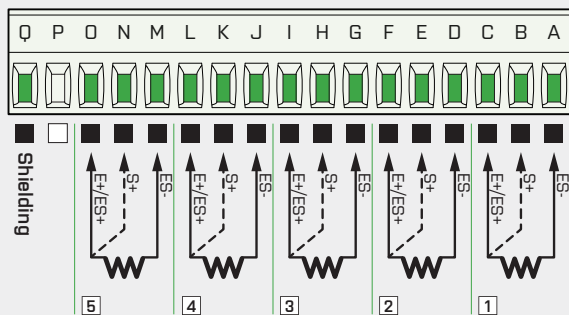 Q P O N M L K J I H G F E D C B A
Shielding
E+/ES+ S+ ES- E+/ES+ S+ ES- E+/ES+ S+ ES- E+/ES+ S+ ES- E+/ES+ S+ ES-
5 4 3 2 1